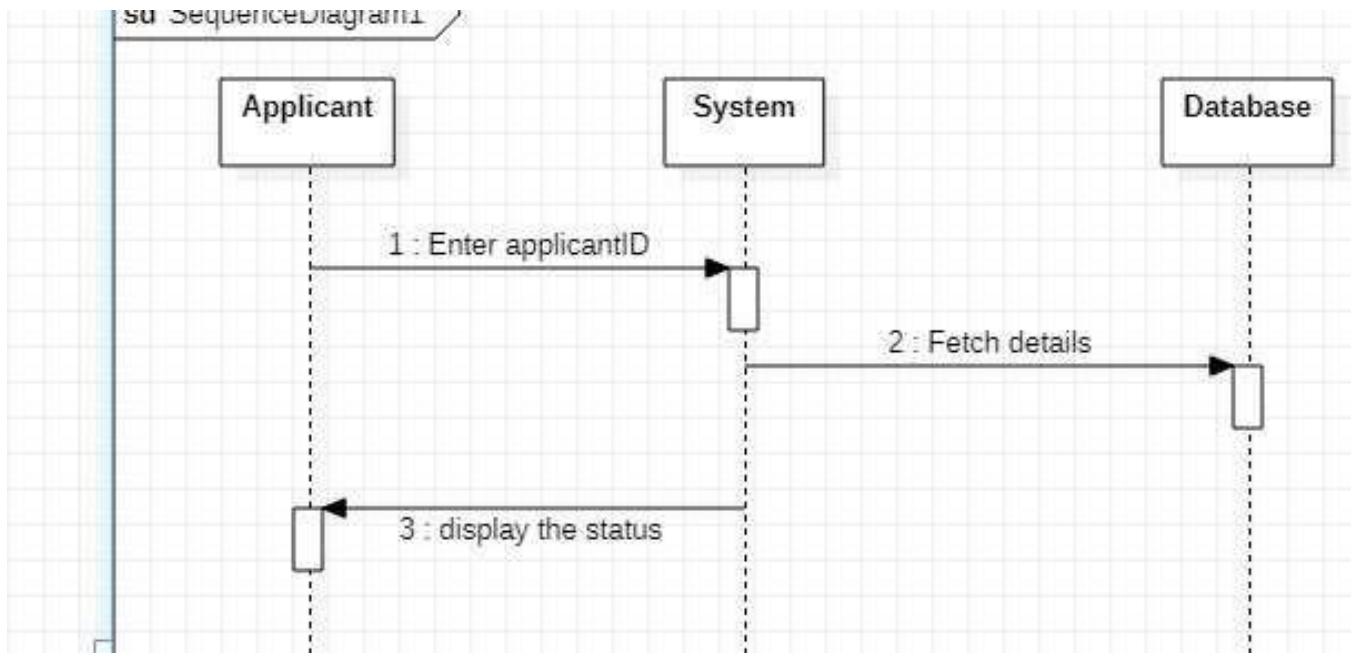 sd SequenceDiagram1
Applicant
System
Database
1 : Enter applicantID
2 : Fetch details
3 : display the status